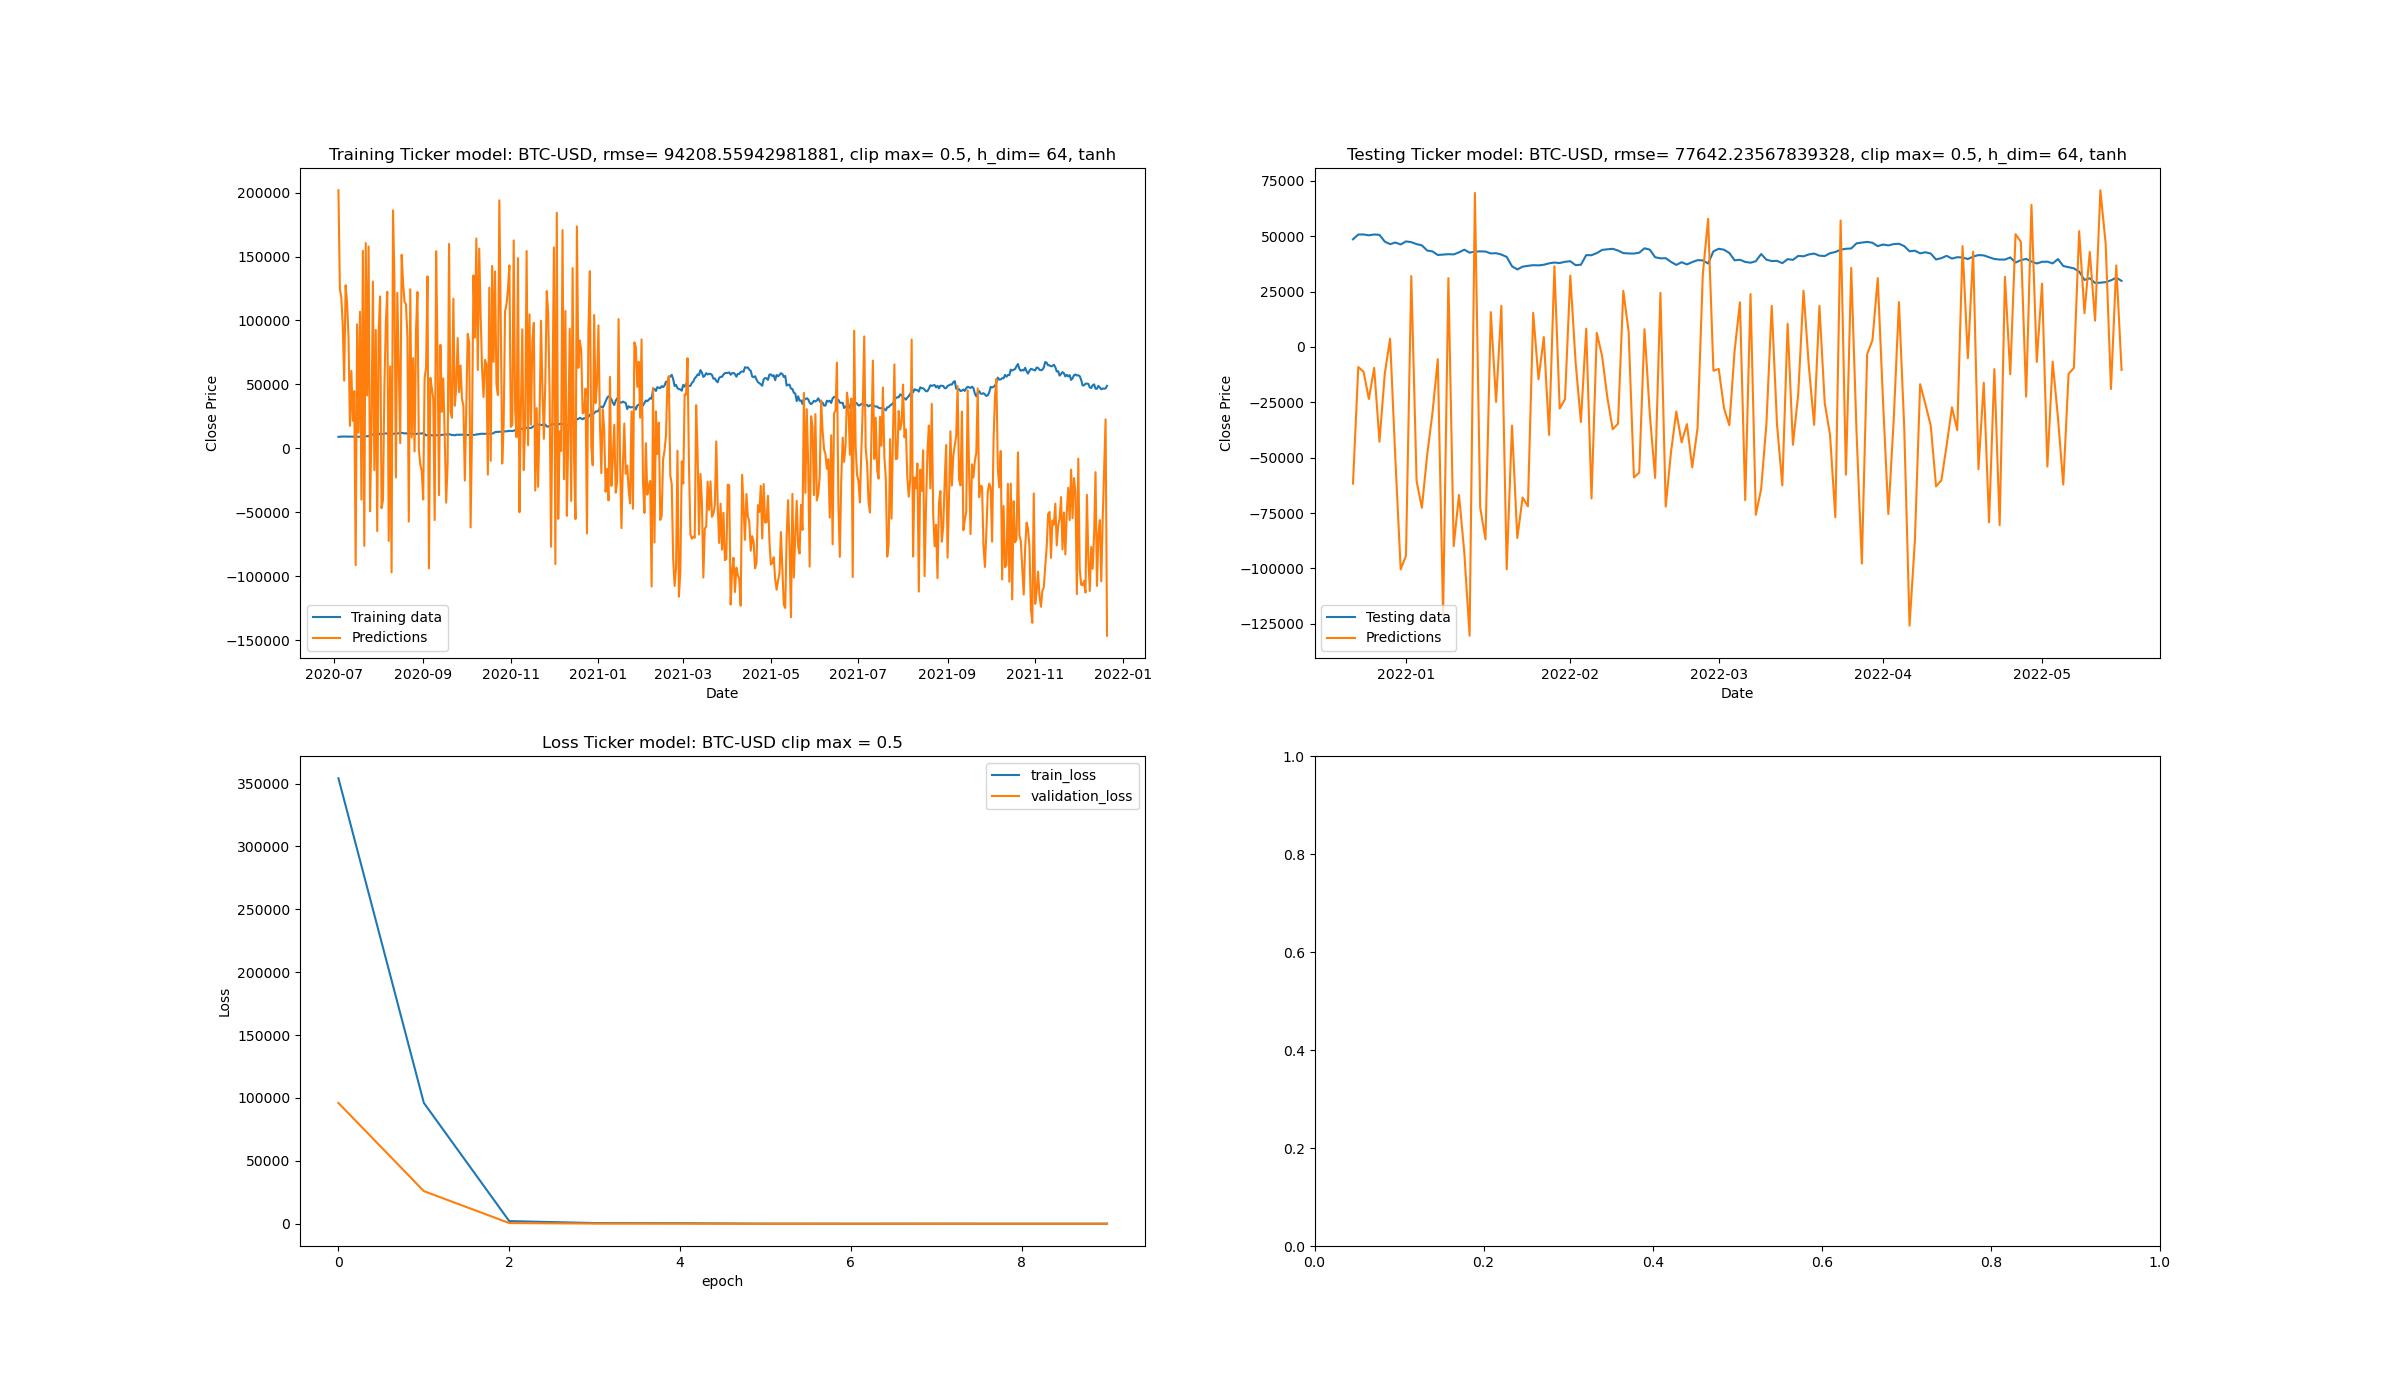 Training Ticker model: BTC-USD, rmse= 94208.55942981881, clip max= 0.5, h_dim= 64, tanh
Close Price
200000
150000
100000
50000
0
−50000
−100000
−150000
Training data
Predictions
2020-07 2020-09 2020-11 2021-01 2021-03 2021-05 2021-07 2021-09 2021-11 2022-01
Date
Testing Ticker model: BTC-USD, rmse= 77642.23567839328, clip max= 0.5, h_dim= 64, tanh
Close Price
75000
50000
25000
0
−25000
−50000
−75000
−100000
−125000
Testing data
Predictions
2022-01 2022-02 2022-03 2022-04 2022-05
Date
Loss Ticker model: BTC-USD clip max = 0.5
Loss
350000
300000
250000
200000
150000
100000
50000
0
train_loss
validation_loss
0 2 4 6 8
epoch
1.0
0.8
0.6
0.4
0.2
0.0
0.0 0.2 0.4 0.6 0.8 1.0